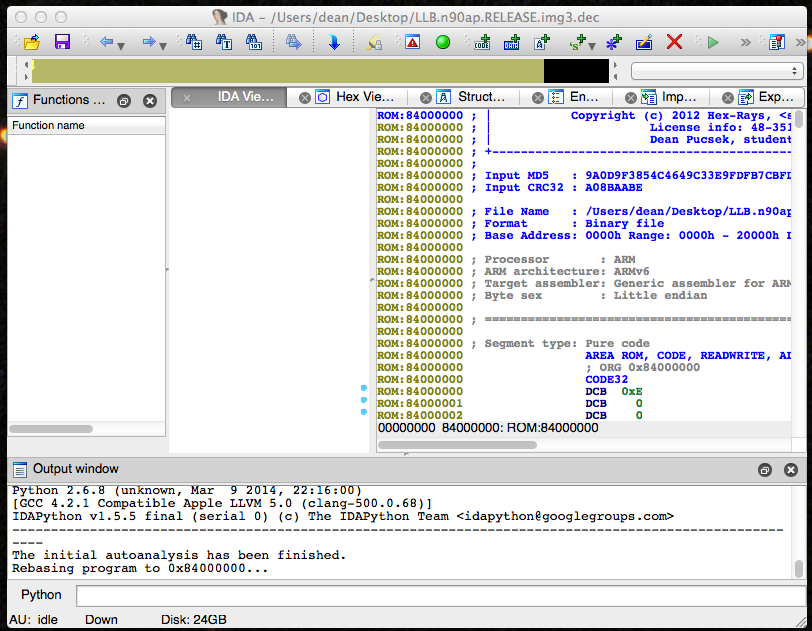 IDA – /Users/dean/Desktop/LLB.n90ap.RELEASE.img3.dec
Functions ...
IDA Vie...
Hex Vie...
Struct...
En...
Imp...
Exp...
Function name
ROM:84000000 ; | Copyright (c) 2012 Hex-Rays, <s
ROM:84000000 ; | License info: 48-351
ROM:84000000 ; | Dean Pucsek, student
ROM:84000000 ; +------------------------------------------
ROM:84000000 ;
ROM:84000000 ; Input MD5 : 9A0D9F3854C4649C33E9FDFB7CBFD
ROM:84000000 ; Input CRC32 : A08BAABE
ROM:84000000
ROM:84000000 ; File Name : /Users/dean/Desktop/LLB.n90ap
ROM:84000000 ; Format : Binary file
ROM:84000000 ; Base Address: 0000h Range: 0000h - 20000h
ROM:84000000
ROM:84000000 ; Processor : ARM
ROM:84000000 ; ARM architecture: ARMv6
ROM:84000000 ; Target assembler: Generic assembler for ARM
ROM:84000000 ; Byte sex : Little endian
ROM:84000000
ROM:84000000 ; ===========================================
ROM:84000000
ROM:84000000 ; Segment type: Pure code
ROM:84000000 AREA ROM, CODE, READWRITE, AL
ROM:84000000 ; ORG 0x84000000
ROM:84000000 CODE32
ROM:84000000 DCB 0xE
ROM:84000001 DCB 0
ROM:84000002 DCB 0
00000000 84000000: ROM:84000000
Output window
Python 2.6.8 (unknown, Mar 9 2014, 22:16:00)
[GCC 4.2.1 Compatible Apple LLVM 5.0 (clang-500.0.68)]
IDAPython v1.5.5 final (serial 0) (c) The IDAPython Team <idapython@googlegroups.com>
---------------------------------------------------------------------------------------------
----
The initial autoanalysis has been finished.
Rebasing program to 0x84000000...
Python
AU: idle Down Disk: 24GB